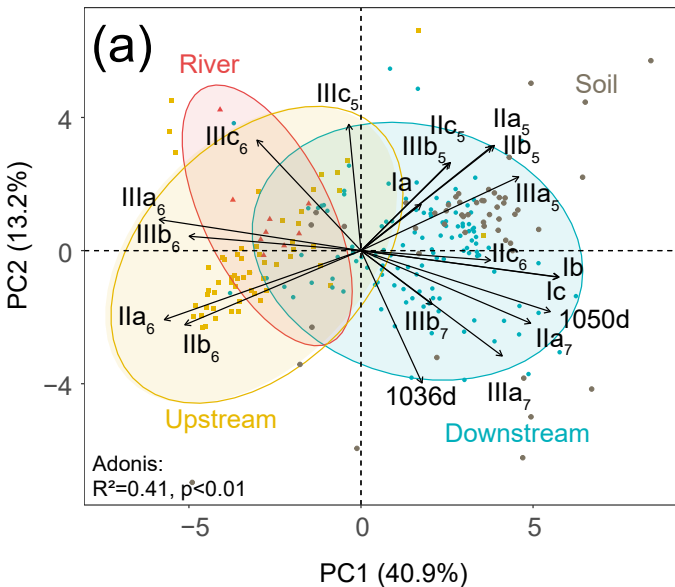 (a)
River
Soil
IIIc₅
IIIc₆
IIc₅
IIa₅
IIIb₅
IIb₅
Ia
IIIa₅
IIIa₆
IIIb₆
IIc₆
Ib
Ic
IIa₆
IIb₆
IIIb₇
1050d
IIa₇
1036d
IIIa₇
Upstream
Downstream
Adonis:
R²=0.41, p<0.01
4
0
−4
−5
0
5
PC2 (13.2%)
PC1 (40.9%)